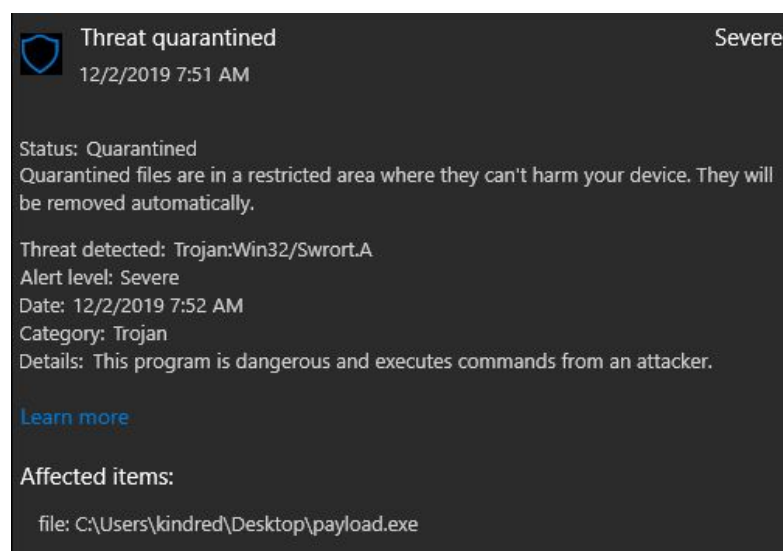 Threat quarantined Severe
12/2/2019 7:51 AM
Status: Quarantined
Quarantined files are in a restricted area where they can't harm your device. They will
be removed automatically.
Threat detected: Trojan:Win32/Swrort.A
Alert level: Severe
Date: 12/2/2019 7:52 AM
Category: Trojan
Details: This program is dangerous and executes commands from an attacker.
Learn more
Affected items:
file: C:\Users\kindred\Desktop\payload.exe